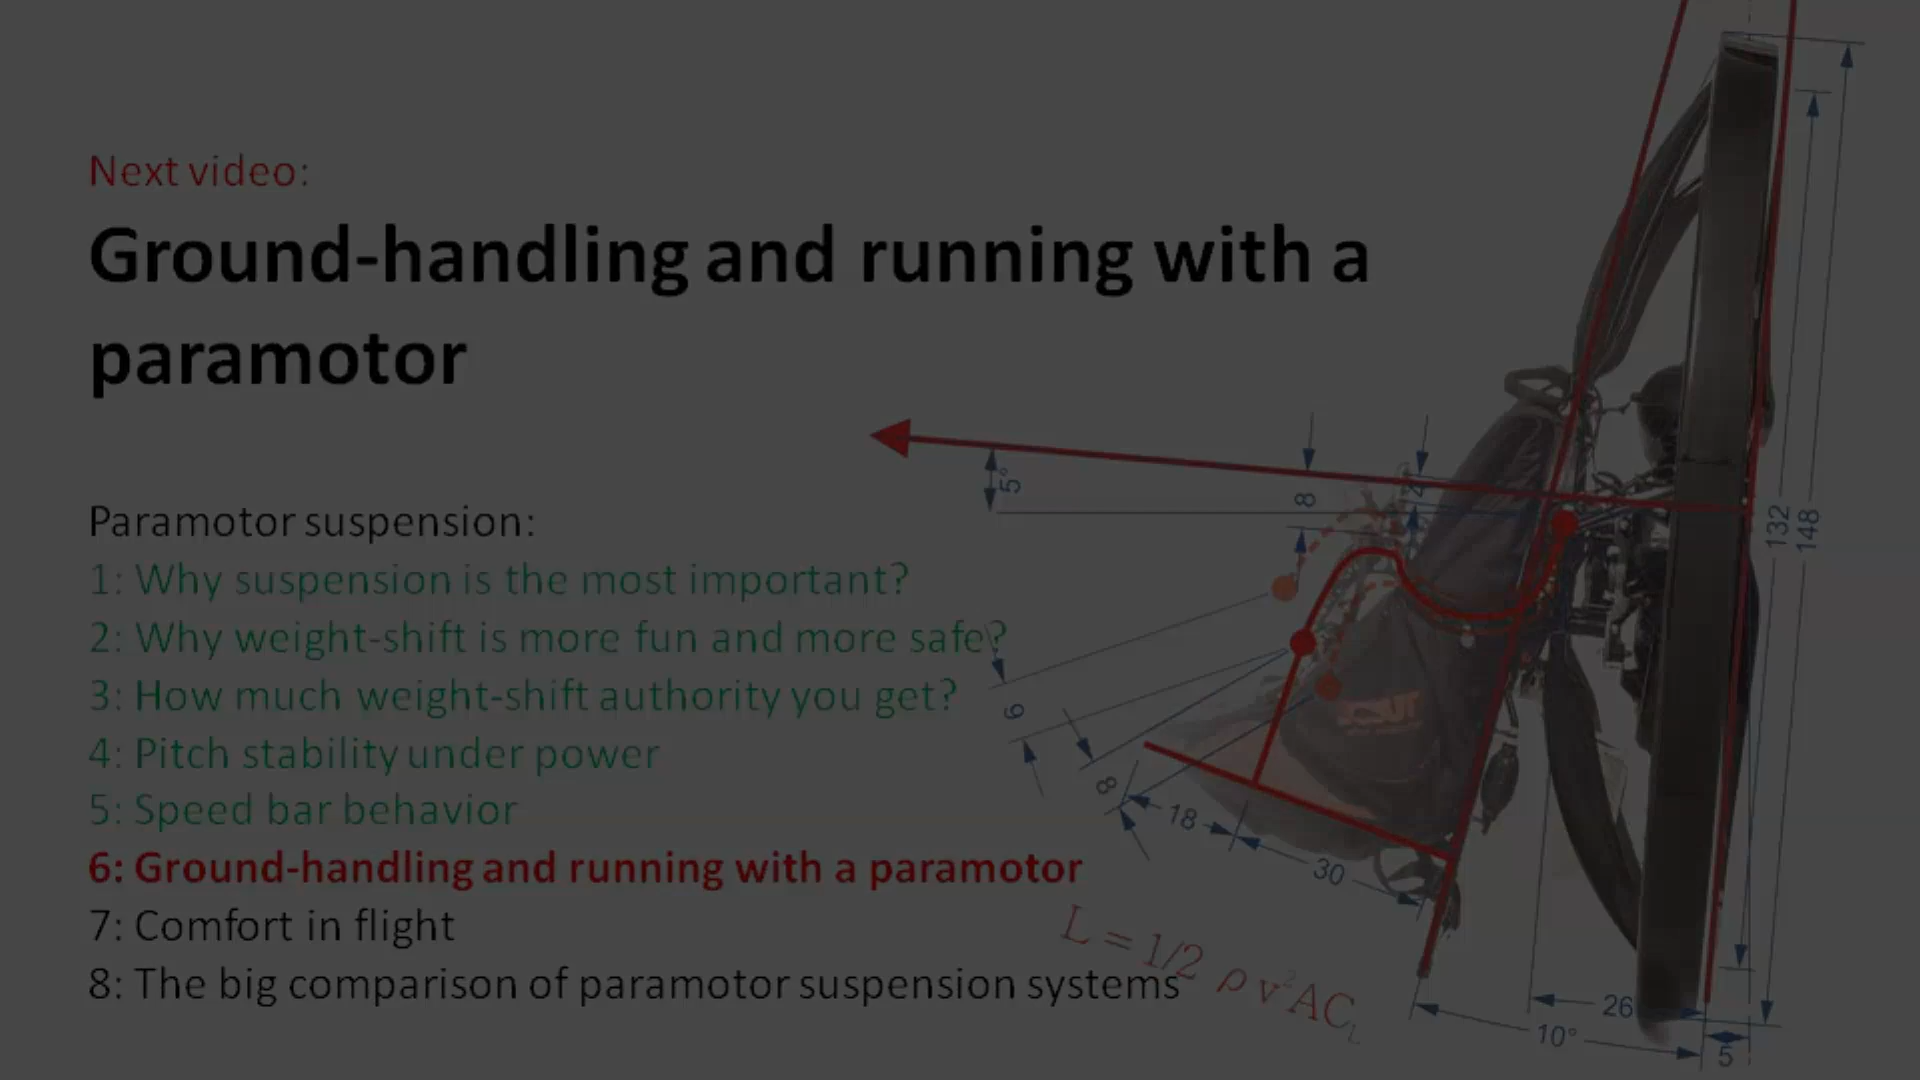 Next video:
Ground-handling and running with a
paramotor
Paramotor suspension:
1: Why suspension is the most important?
2: Why weight-shift is more fun and more safe?
3: How much weight-shift authority you get?
4: Pitch stability under power
5: Speed bar behavior
6: Ground-handling and running with a paramotor
7: Comfort in flight
8: The big comparison of paramotor suspension systems
5°
8
4
132
148
6
8
18
30
L = 1/2 ρ v²AC_L
26
10°
5